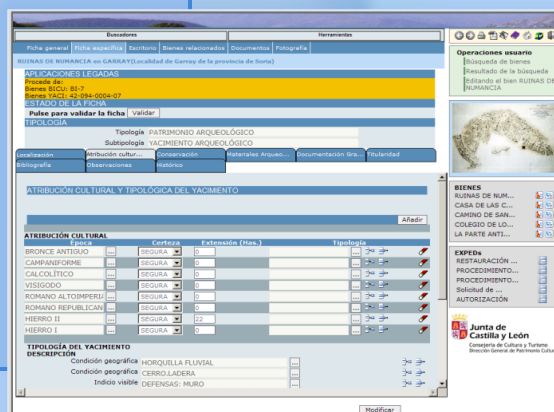 Buscadores
Herramientas
Ficha general Ficha específica Escritorio Bienes relacionados Documentos Fotografía
RUINAS DE NUMANCIA en GARRAY(Localidad de Garray de la provincia de Soria)
APLICACIONES LEGADAS
Procede de:
Bienes BICU: BI-7
Bienes YACI: 42-094-0004-07
ESTADO DE LA FICHA
Pulse para validar la ficha Validar
TIPOLOGÍA
Tipología PATRIMONIO ARQUEOLÓGICO
Subtipología YACIMIENTO ARQUEOLÓGICO
Localización Atribución cultur... Conservación Materiales Arqueo... Documentación Gra... Titularidad
Bibliografía Observaciones Histórico
ATRIBUCIÓN CULTURAL Y TIPOLÓGICA DEL YACIMIENTO
Añadir
ATRIBUCIÓN CULTURAL
Época Certeza Extensión (Has.) Tipología
BRONCE ANTIGUO ... SEGURA 0 ...
CAMPANIFORME ... SEGURA 0 ...
CALCOLÍTICO ... SEGURA 0 ...
VISIGODO ... SEGURA 0 ...
ROMANO ALTOIMPERI ... SEGURA 0 ...
ROMANO REPUBLICAN ... SEGURA 0 ...
HIERRO II ... SEGURA 22 ...
HIERRO I ... SEGURA 0 ...
TIPOLOGÍA DEL YACIMIENTO
DESCRIPCIÓN
Condición geográfica HORQUILLA FLUVIAL ...
Condición geográfica CERRO.LADERA ...
Indicio visible DEFENSAS: MURO ...
Modificar
Operaciones usuario
Búsqueda de bienes
Resultado de la búsqueda
Editando el bien RUINAS DE
NUMANCIA
BIENES
RUINAS DE NUM...
CASA DE LAS C...
CAMINO DE SAN...
COLEGIO DE LO...
LA PARTE ANTI...
EXPEDs
RESTAURACIÓN ...
PROCEDIMIENTO...
PROCEDIMIENTO...
Solicitud de ...
AUTORIZACIÓN
Junta de
Castilla y León
Consejería de Cultura y Turismo
Dirección General de Patrimonio Cultu